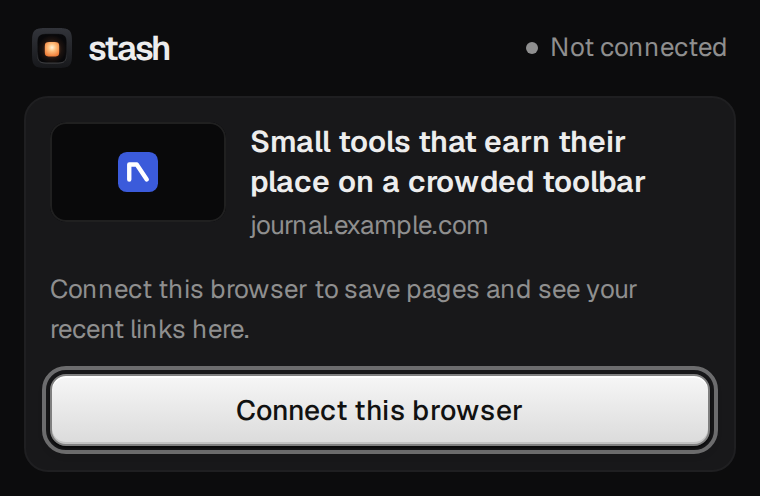 stash
Not connected
Small tools that earn their
place on a crowded toolbar
journal.example.com
Connect this browser to save pages and see your
recent links here.
Connect this browser